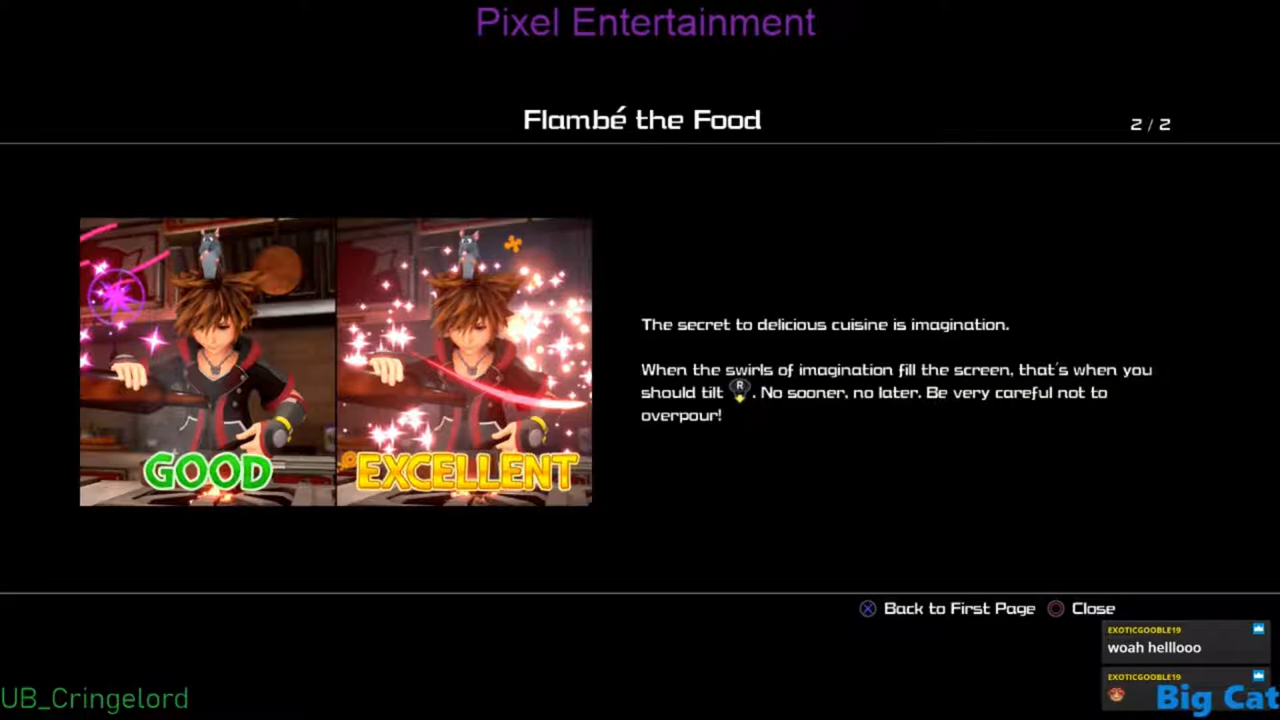 Pixel Entertainment
Flambé the Food
2 / 2
The secret to delicious cuisine is imagination.
When the swirls of imagination fill the screen, that's when you
should tilt R. No sooner, no later. Be very careful not to
overpour!
GOOD
EXCELLENT
Back to First Page
Close
EXOTICGOOBLE19
woah helllooo
EXOTICGOOBLE19
UB_Cringelord
Big Cat